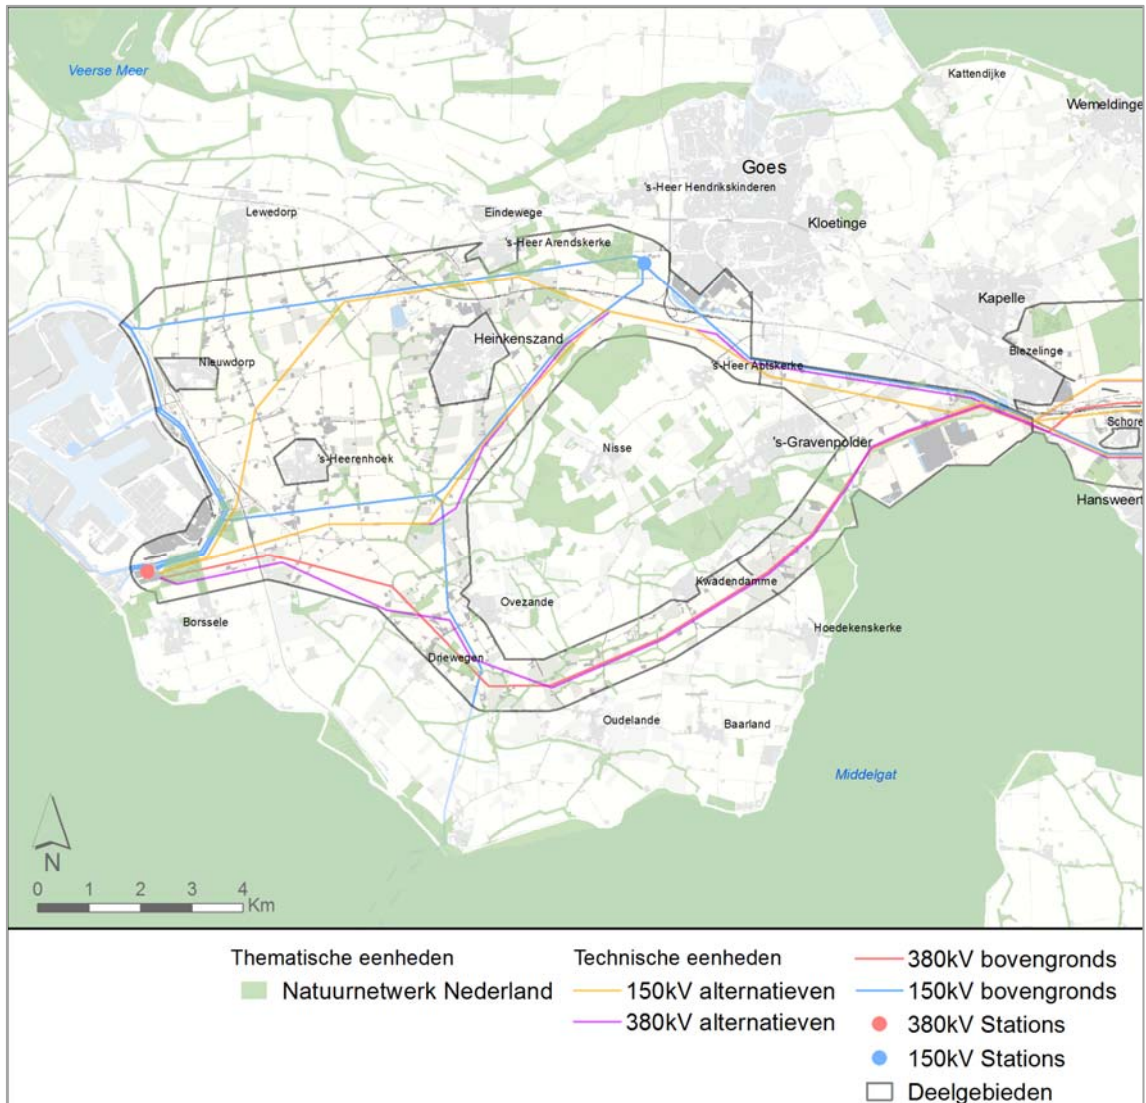 Veerse Meer
Kattendijke
Wemeldinge
Goes
's-Heer Hendrikskinderen
Lewedorp
Eindewege
Kloetinge
's-Heer Arendskerke
Kapelle
Heinkenszand
Biezelinge
Nieuwdorp
's-Heer Abtskerke
Schore
's-Gravenpolder
Nisse
's-Heerenhoek
Hansweert
Kwadendamme
Ovezande
Borssele
Hoedekenskerke
Driewegen
Oudelande
Baarland
Middelgat
N
0 1 2 3 4
Km
Thematische eenheden
Natuurnetwerk Nederland
Technische eenheden
150kV alternatieven
380kV alternatieven
380kV bovengronds
150kV bovengronds
380kV Stations
150kV Stations
Deelgebieden